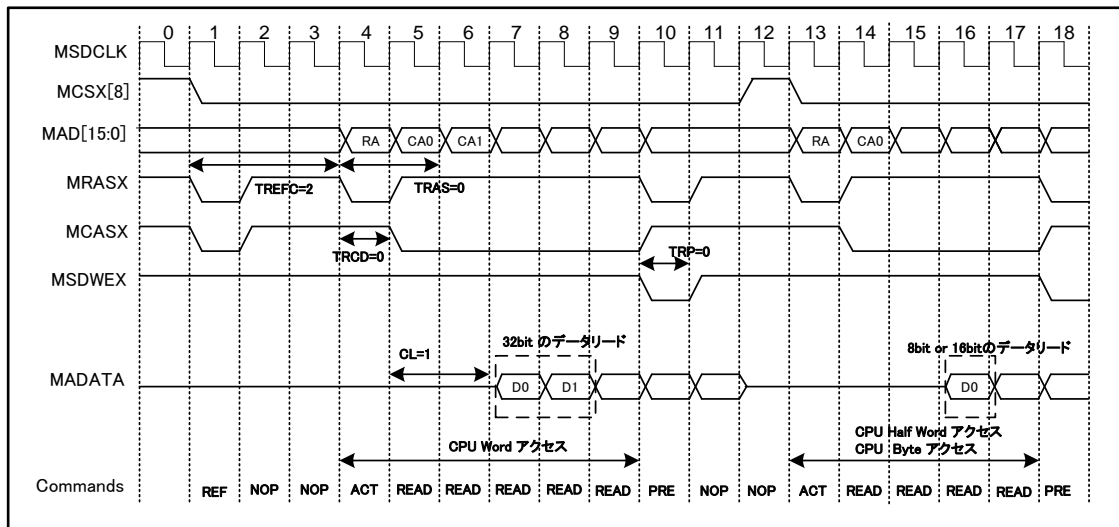 0 1 2 3 4 5 6 7 8 9 10 11 12 13 14 15 16 17 18
MSDCLK
MCSX[8]
MAD[15:0] RA CA0 CA1 RA CA0
TREFC=2 TRAS=0
MRASX
MCASX
TRCD=0 TRP=0
MSDWEX
32bit のデータリード 8bit or 16bitのデータリード
CL=1
MADATA D0 D1 D0
CPU Word アクセス
CPU Half Word アクセス
CPU Byte アクセス
Commands REF NOP NOP ACT READ READ READ READ READ PRE NOP NOP ACT READ READ READ READ PRE